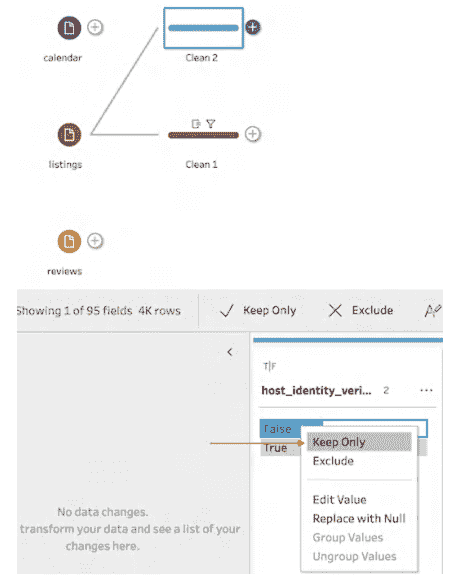 calendar
Clean 2
listings
Clean 1
reviews
Showing 1 of 95 fields 4K rows
Keep Only
Exclude
T|F
host_identity_veri... 2 ...
False
True
Keep Only
Exclude
Edit Value
Replace with Null
Group Values
Ungroup Values
No data changes.
transform your data and see a list of your
changes here.